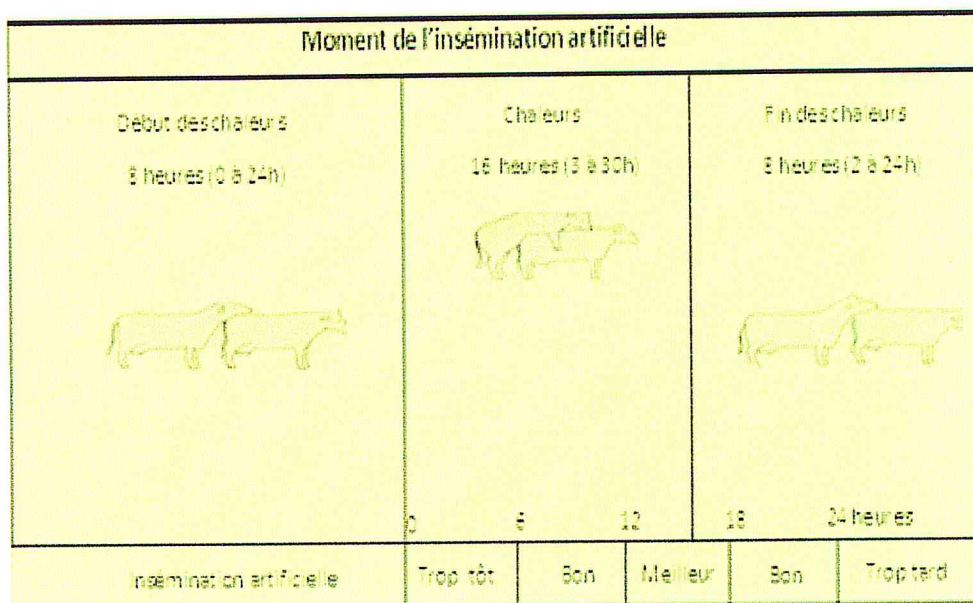 Moment de l'insémination artificielle
Début des chaleurs
8 heures (0 à 24h)
Chaleurs
16 heures (3 à 30h)
Fin des chaleurs
8 heures (2 à 24h)
0 6 12 18 24 heures
Insémination artificielle Trop tôt Bon Meilleur Bon Trop tard